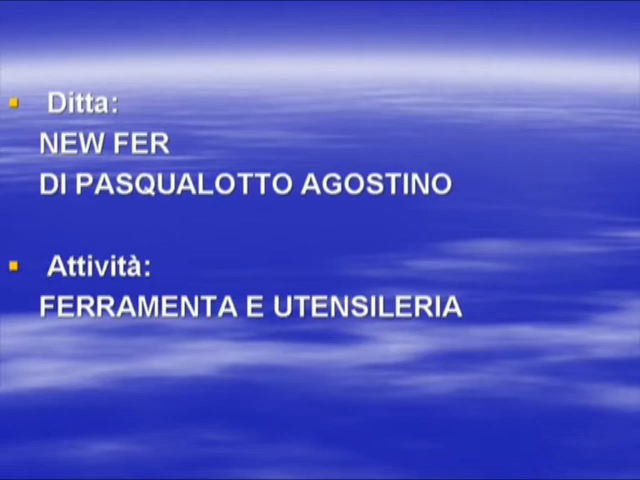 Ditta:
NEW FER
DI PASQUALOTTO AGOSTINO
Attività:
FERRAMENTA E UTENSILERIA